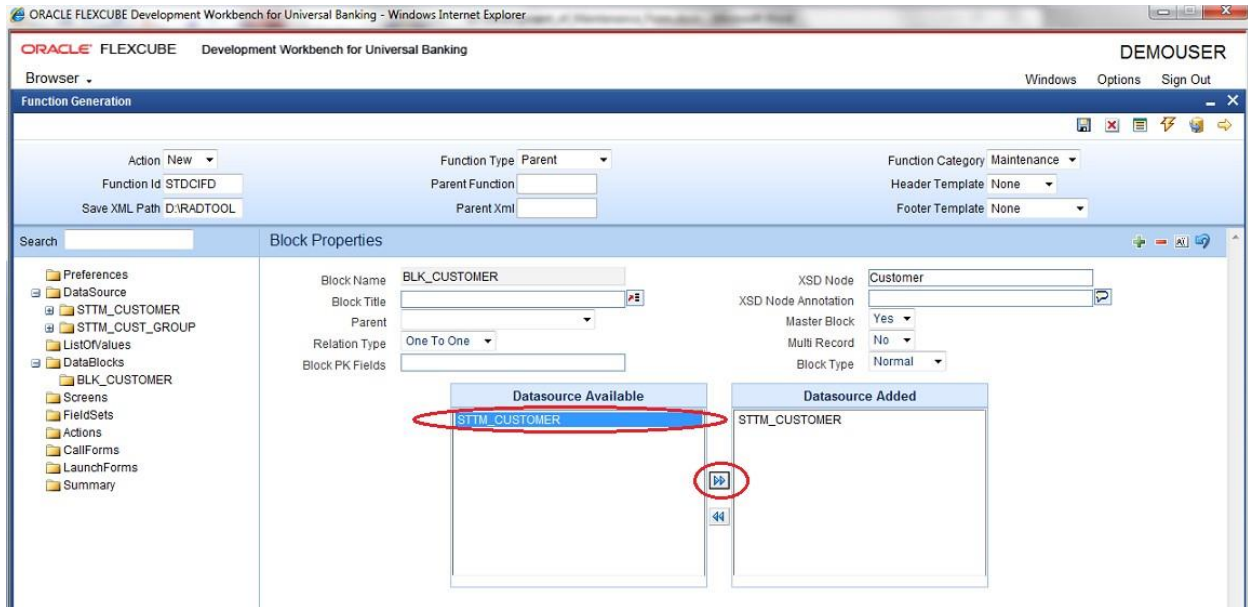 ORACLE FLEXCUBE Development Workbench for Universal Banking - Windows Internet Explorer
ORACLE FLEXCUBE Development Workbench for Universal Banking
DEMOUSER
Browser
Windows Options Sign Out
Function Generation
Action New Function Type Parent Function Category Maintenance
Function Id STDCIFD Parent Function Header Template None
Save XML Path D:\RADTOOL Parent Xml Footer Template None
Search
Block Properties
Preferences
DataSource
STTM_CUSTOMER
STTM_CUST_GROUP
ListOfValues
DataBlocks
BLK_CUSTOMER
Screens
FieldSets
Actions
CallForms
LaunchForms
Summary
Block Name BLK_CUSTOMER XSD Node Customer
Block Title XSD Node Annotation
Parent Master Block Yes
Relation Type One To One Multi Record No
Block PK Fields Block Type Normal
Datasource Available Datasource Added
STTM_CUSTOMER STTM_CUSTOMER